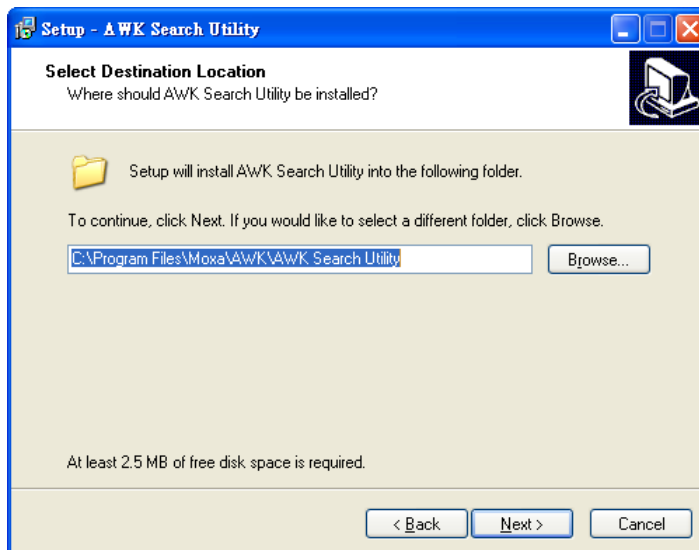 Setup - AWK Search Utility
Select Destination Location
Where should AWK Search Utility be installed?
Setup will install AWK Search Utility into the following folder.
To continue, click Next. If you would like to select a different folder, click Browse.
C:\Program Files\Moxa\AWK\AWK Search Utility
Browse...
At least 2.5 MB of free disk space is required.
< Back
Next >
Cancel